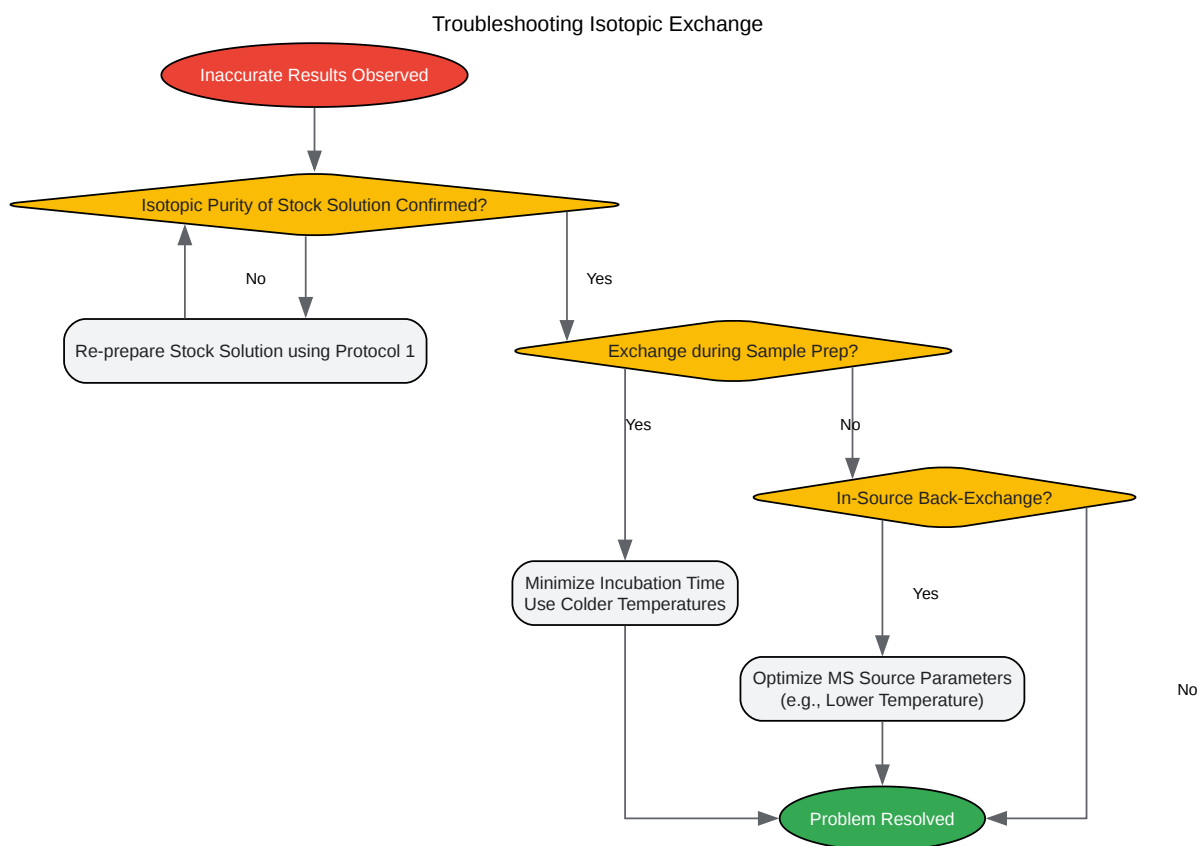 Troubleshooting Isotopic Exchange
Inaccurate Results Observed
Isotopic Purity of Stock Solution Confirmed?
No
Yes
Re-prepare Stock Solution using Protocol 1
Exchange during Sample Prep?
Yes
No
In-Source Back-Exchange?
Minimize Incubation Time
Use Colder Temperatures
Yes
Optimize MS Source Parameters
(e.g., Lower Temperature)
No
Problem Resolved